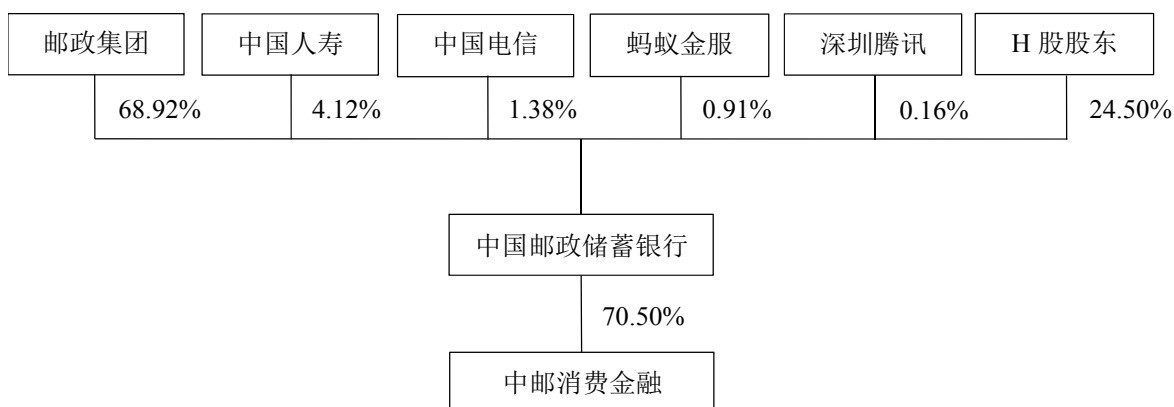 邮政集团 中国人寿 中国电信 蚂蚁金服 深圳腾讯 H 股股东
68.92% 4.12% 1.38% 0.91% 0.16% 24.50%
中国邮政储蓄银行
70.50%
中邮消费金融